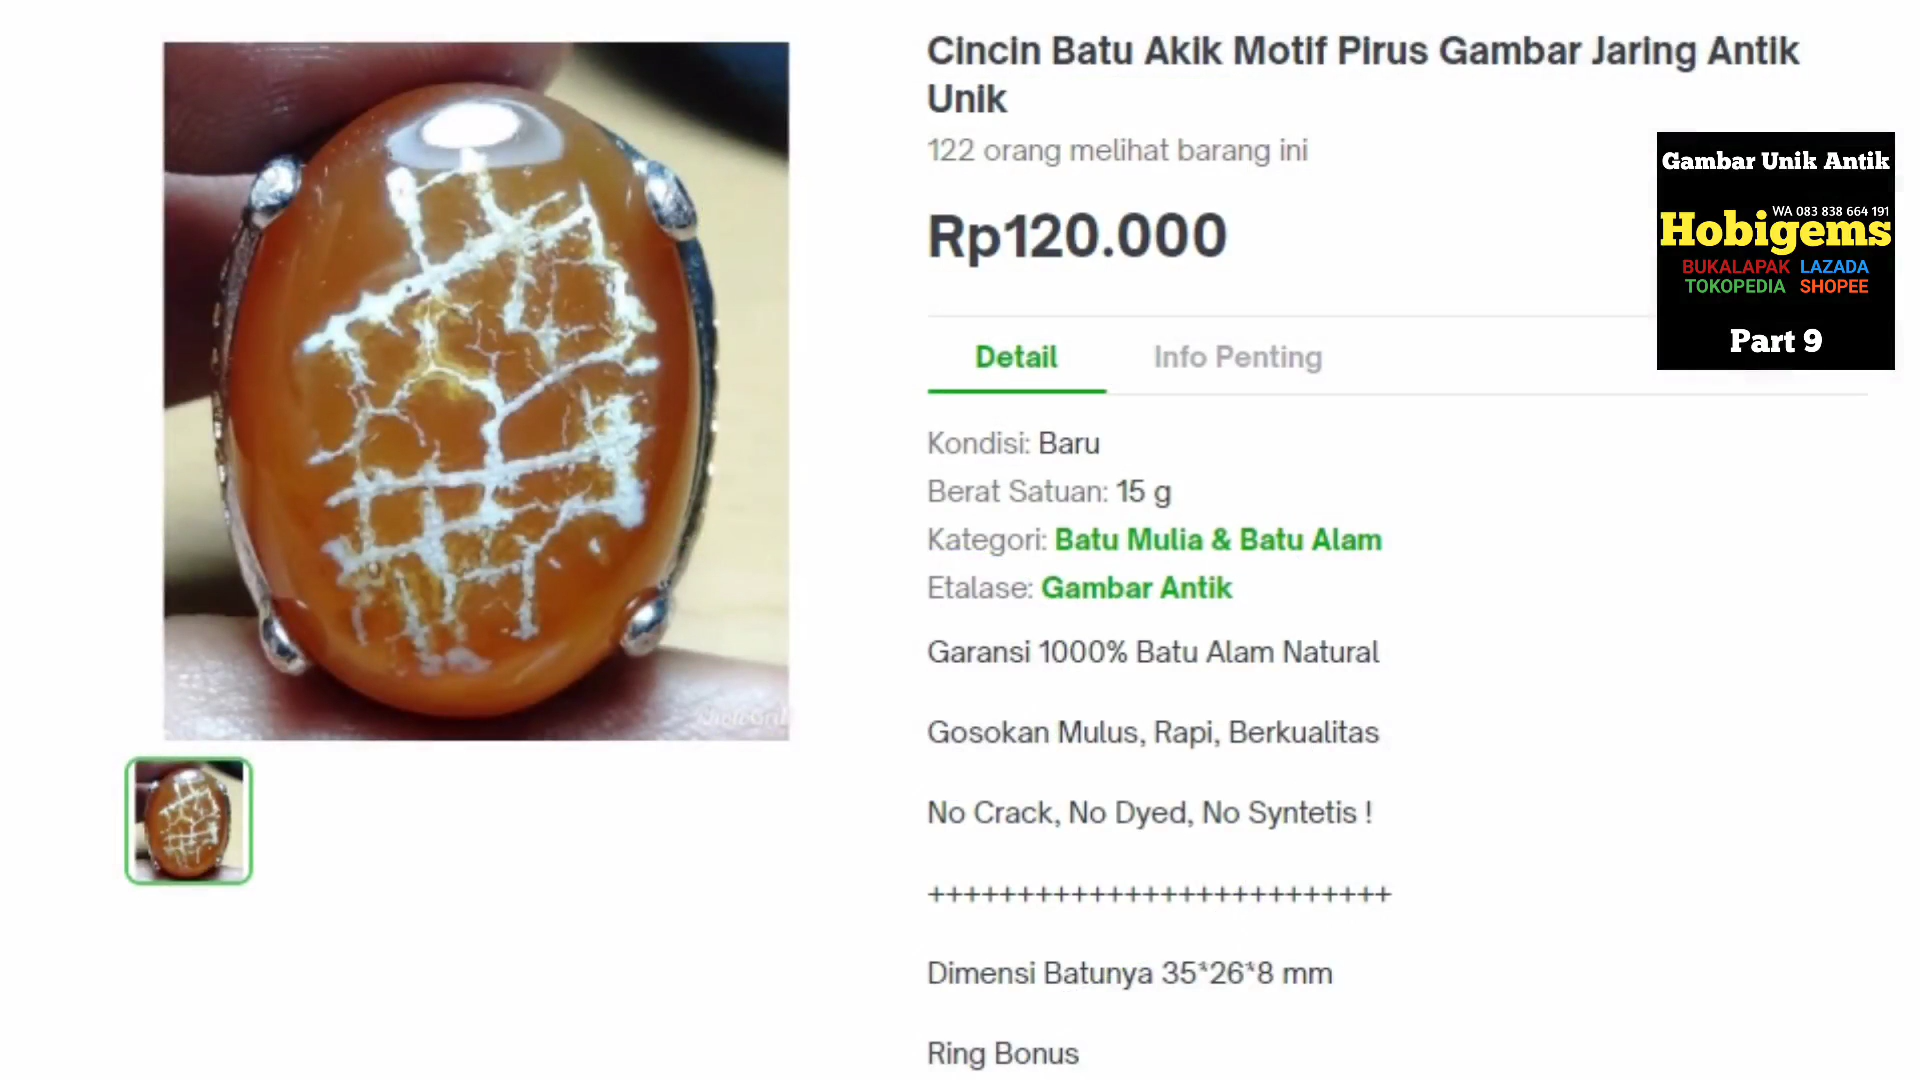 Cincin Batu Akik Motif Pirus Gambar Jaring Antik
Unik
122 orang melihat barang ini
Rp120.000
Detail
Info Penting
Kondisi: Baru
Berat Satuan: 15 g
Kategori: Batu Mulia & Batu Alam
Etalase: Gambar Antik
Garansi 1000% Batu Alam Natural
Gosokan Mulus, Rapi, Berkualitas
No Crack, No Dyed, No Syntetis !
++++++++++++++++++++++++++
Dimensi Batunya 35*26*8 mm
Ring Bonus
Gambar Unik Antik
WA 083 838 664 191
Hobigems
BUKALAPAK LAZADA
TOKOPEDIA SHOPEE
Part 9